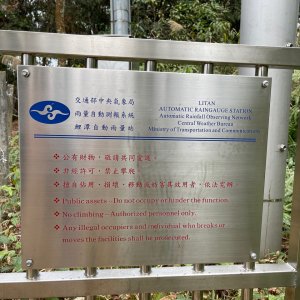 交通部中央氣象局
雨量自動測報系統
鯉潭自動雨量站
LITAN
AUTOMATIC RAINGAUGE STATION
Automatic Rainfall Observing Network
Central Weather Bureau
Ministry of Transportation and Communications
公有財物，敬請共同愛護。
非經許可，禁止攀爬。
擅自佔用、損壞、移動或妨害其效用者，依法究辦。
Public assets - Do not occupy or hinder the function.
No climbing - Authorized personnel only.
Any illegal occupiers and individual who breaks or
moves the facilities shall be prosecuted.